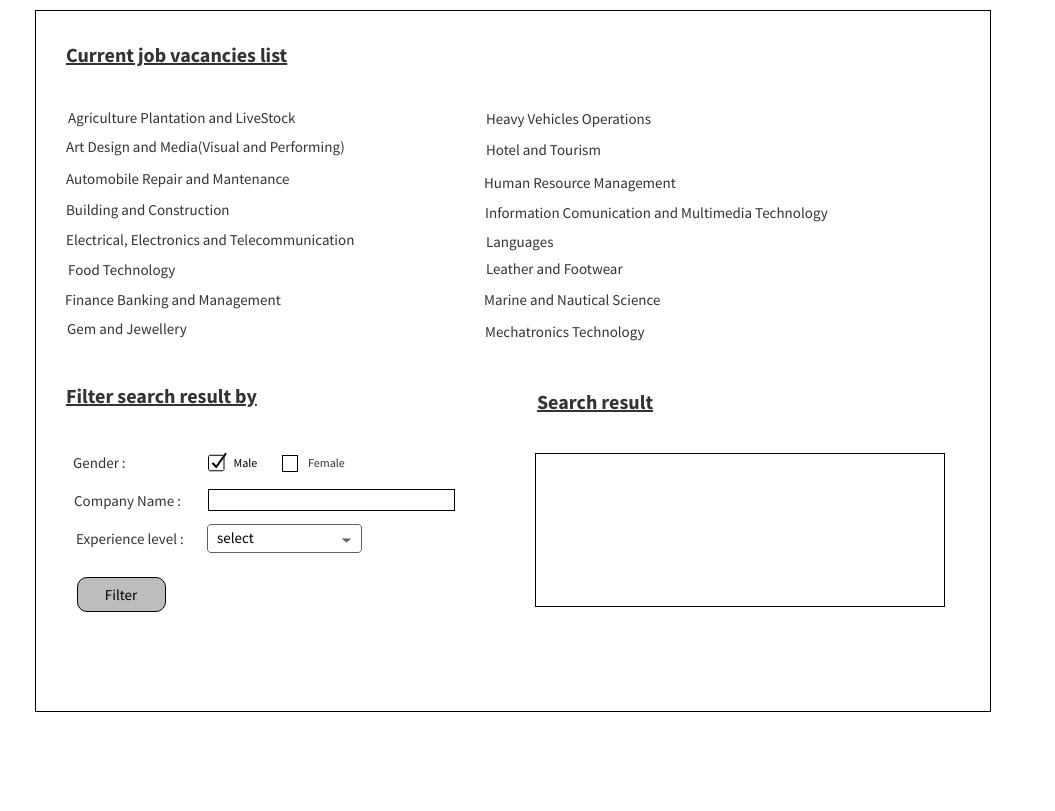 Current job vacancies list
Agriculture Plantation and LiveStock
Art Design and Media(Visual and Performing)
Automobile Repair and Mantenance
Building and Construction
Electrical, Electronics and Telecommunication
Food Technology
Finance Banking and Management
Gem and Jewellery
Heavy Vehicles Operations
Hotel and Tourism
Human Resource Management
Information Comunication and Multimedia Technology
Languages
Leather and Footwear
Marine and Nautical Science
Mechatronics Technology
Filter search result by
Gender : Male Female
Company Name :
Experience level : select
Filter
Search result